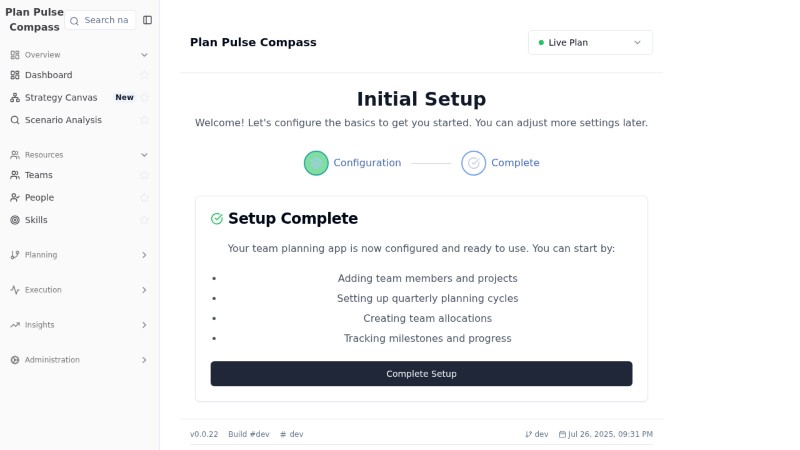 Plan Pulse
Compass
Search na
Overview
Dashboard
Strategy Canvas New
Scenario Analysis
Resources
Teams
People
Skills
Planning
Execution
Insights
Administration
Plan Pulse Compass
Live Plan
Initial Setup
Welcome! Let's configure the basics to get you started. You can adjust more settings later.
Configuration
Complete
Setup Complete
Your team planning app is now configured and ready to use. You can start by:
• Adding team members and projects
• Setting up quarterly planning cycles
• Creating team allocations
• Tracking milestones and progress
Complete Setup
v0.0.22 Build #dev # dev dev Jul 26, 2025, 09:31 PM